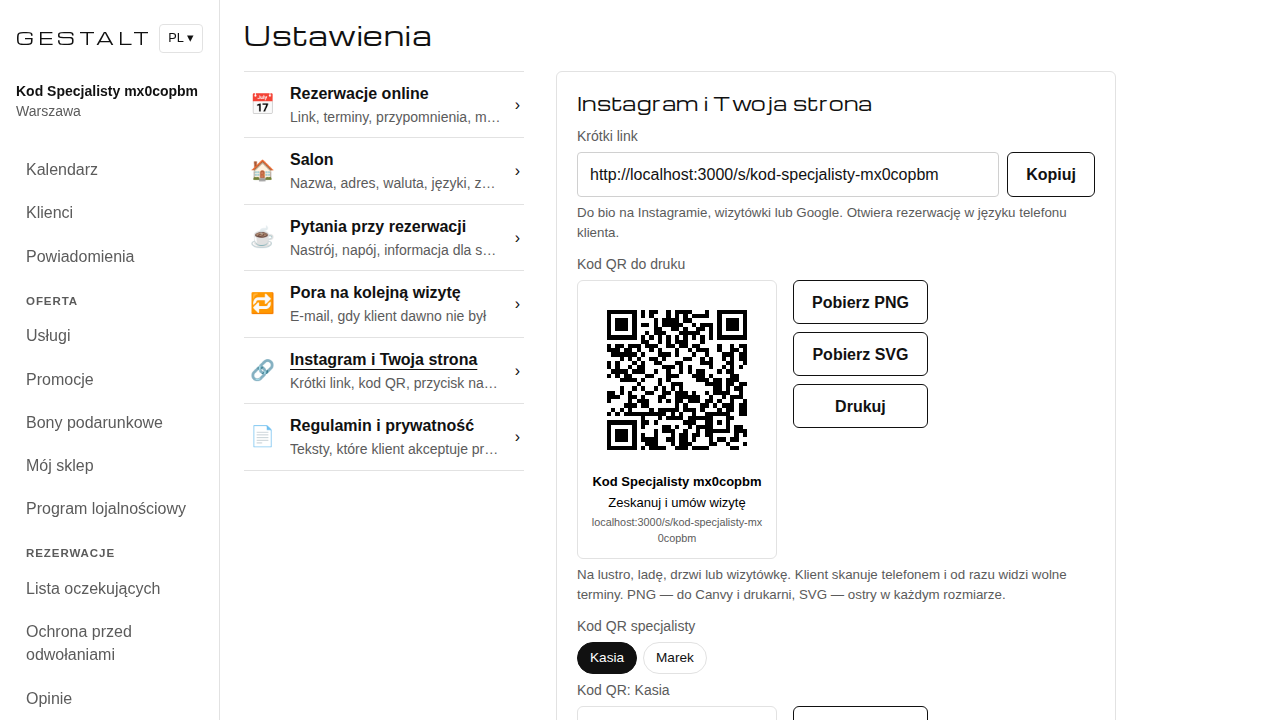 GESTALT
PL ▾
Kod Specjalisty mx0copbm
Warszawa
Kalendarz
Klienci
Powiadomienia
OFERTA
Usługi
Promocje
Bony podarunkowe
Mój sklep
Program lojalnościowy
REZERWACJE
Lista oczekujących
Ochrona przed
odwołaniami
Opinie
Ustawienia
Rezerwacje online
Link, terminy, przypomnienia, m…
Salon
Nazwa, adres, waluta, języki, z…
Pytania przy rezerwacji
Nastrój, napój, informacja dla s…
Pora na kolejną wizytę
E-mail, gdy klient dawno nie był
Instagram i Twoja strona
Krótki link, kod QR, przycisk na…
Regulamin i prywatność
Teksty, które klient akceptuje pr…
Instagram i Twoja strona
Krótki link
http://localhost:3000/s/kod-specjalisty-mx0copbm
Kopiuj
Do bio na Instagramie, wizytówki lub Google. Otwiera rezerwację w języku telefonu
klienta.
Kod QR do druku
Kod Specjalisty mx0copbm
Zeskanuj i umów wizytę
localhost:3000/s/kod-specjalisty-mx
0copbm
Pobierz PNG
Pobierz SVG
Drukuj
Na lustro, ladę, drzwi lub wizytówkę. Klient skanuje telefonem i od razu widzi wolne
terminy. PNG — do Canvy i drukarni, SVG — ostry w każdym rozmiarze.
Kod QR specjalisty
Kasia
Marek
Kod QR: Kasia